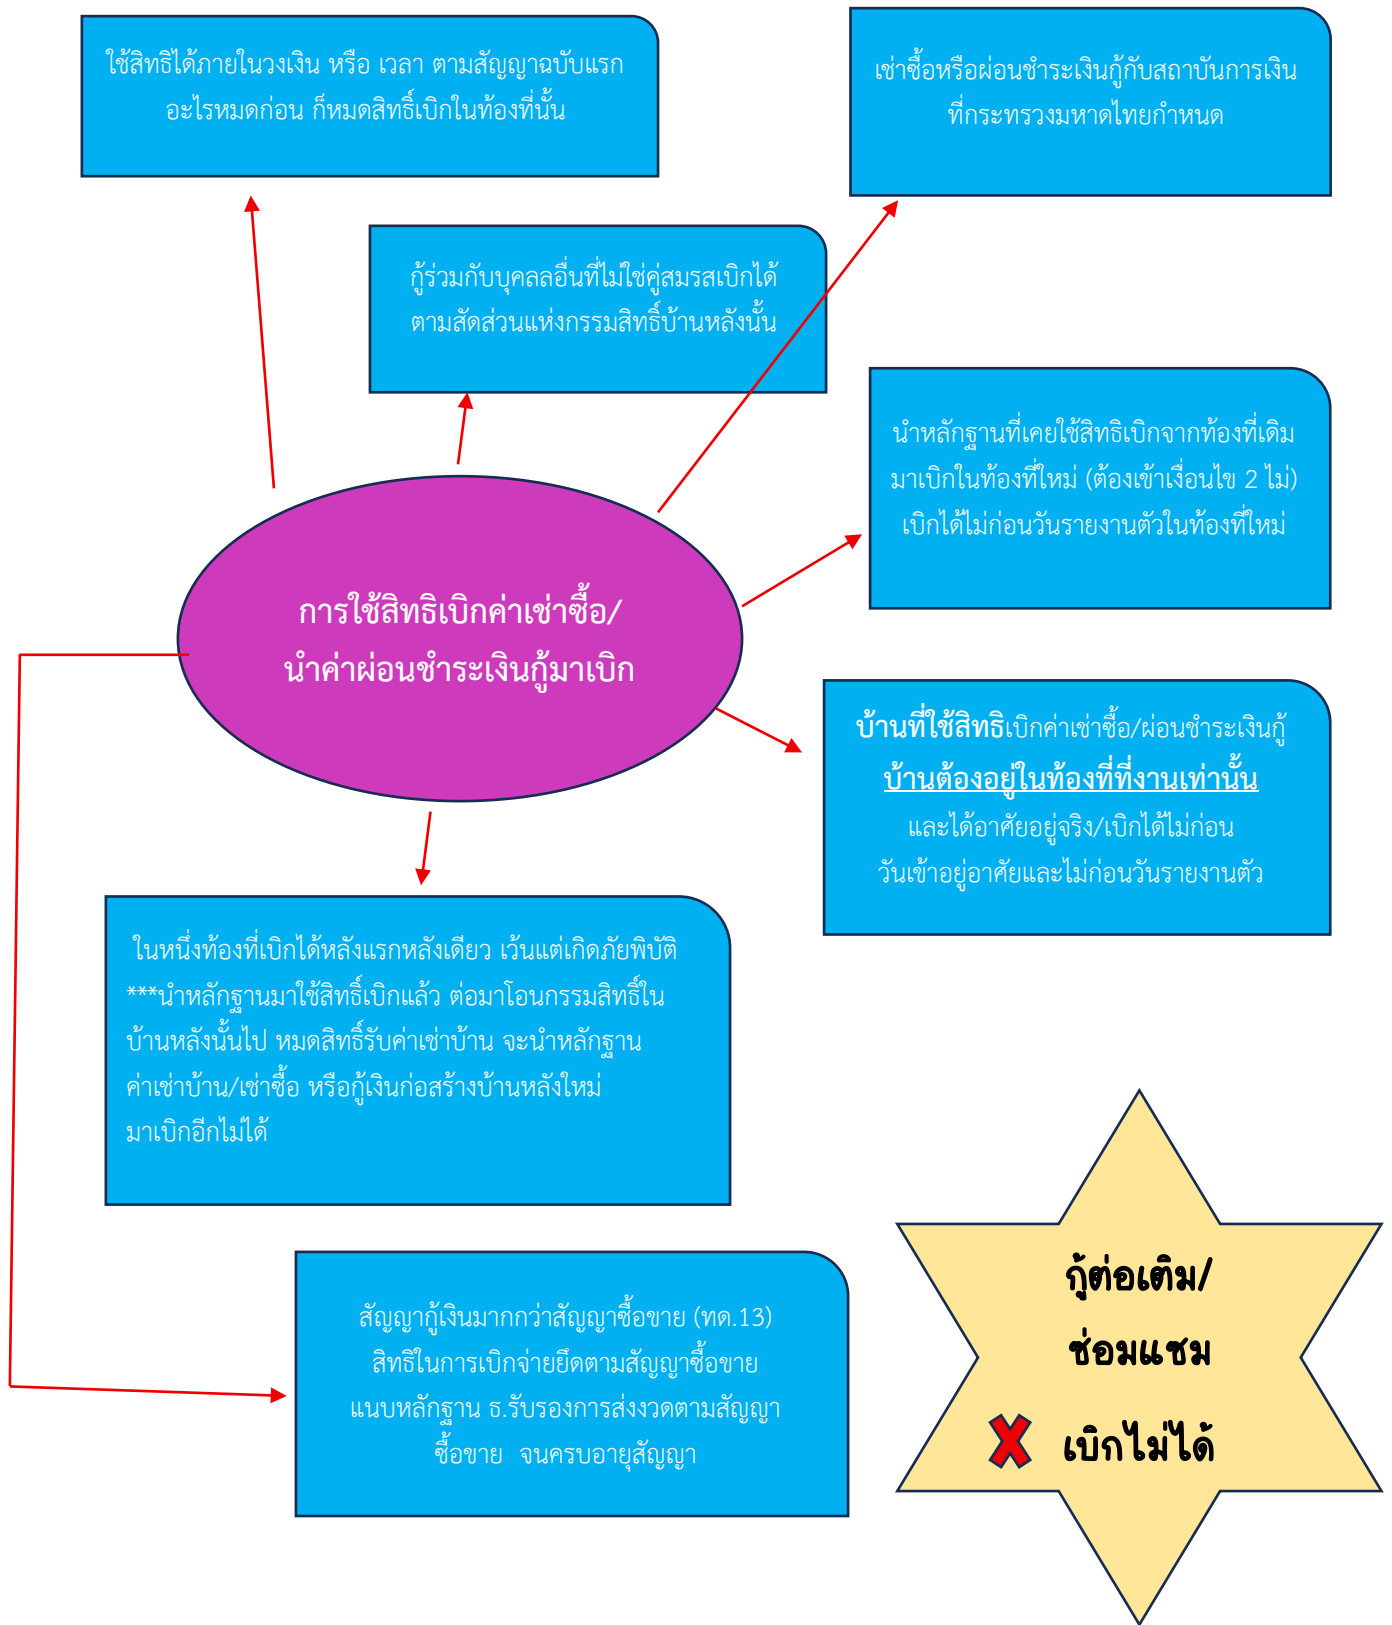 ใช้สิทธิได้ภายในวงเงิน หรือ เวลา ตามสัญญาฉบับแรก
อะไรหมดก่อน ก็หมดสิทธิ์เบิกในท้องที่นั้น
เช่าซื้อหรือผ่อนชำระเงินกู้กับสถาบันการเงิน
ที่กระทรวงมหาดไทยกำหนด
กู้ร่วมกับบุคลลอื่นที่ไม่ใช่คู่สมรสเบิกได้
ตามสัดส่วนแห่งกรรมสิทธิ์บ้านหลังนั้น
นำหลักฐานที่เคยใช้สิทธิเบิกจากท้องที่เดิม
มาเบิกในท้องที่ใหม่ (ต้องเข้าเงื่อนไข 2 ไม่)
เบิกได้ไม่ก่อนวันรายงานตัวในท้องที่ใหม่
การใช้สิทธิเบิกค่าเช่าซื้อ/
นำค่าผ่อนชำระเงินกู้มาเบิก
บ้านที่ใช้สิทธิเบิกค่าเช่าซื้อ/ผ่อนชำระเงินกู้
บ้านต้องอยู่ในท้องที่ที่งานเท่านั้น
และได้อาศัยอยู่จริง/เบิกได้ไม่ก่อน
วันเข้าอยู่อาศัยและไม่ก่อนวันรายงานตัว
ในหนึ่งท้องที่เบิกได้หลังแรกหลังเดียว เว้นแต่เกิดภัยพิบัติ
***นำหลักฐานมาใช้สิทธิ์เบิกแล้ว ต่อมาโอนกรรมสิทธิ์ใน
บ้านหลังนั้นไป หมดสิทธิ์รับค่าเช่าบ้าน จะนำหลักฐาน
ค่าเช่าบ้าน/เช่าซื้อ หรือกู้เงินก่อสร้างบ้านหลังใหม่
มาเบิกอีกไม่ได้
สัญญากู้เงินมากกว่าสัญญาซื้อขาย (ทด.13)
สิทธิในการเบิกจ่ายยึดตามสัญญาซื้อขาย
แนบหลักฐาน ธ.รับรองการส่งงวดตามสัญญา
ซื้อขาย จนครบอายุสัญญา
กู้ต่อเติม/
ซ่อมแซม
เบิกไม่ได้